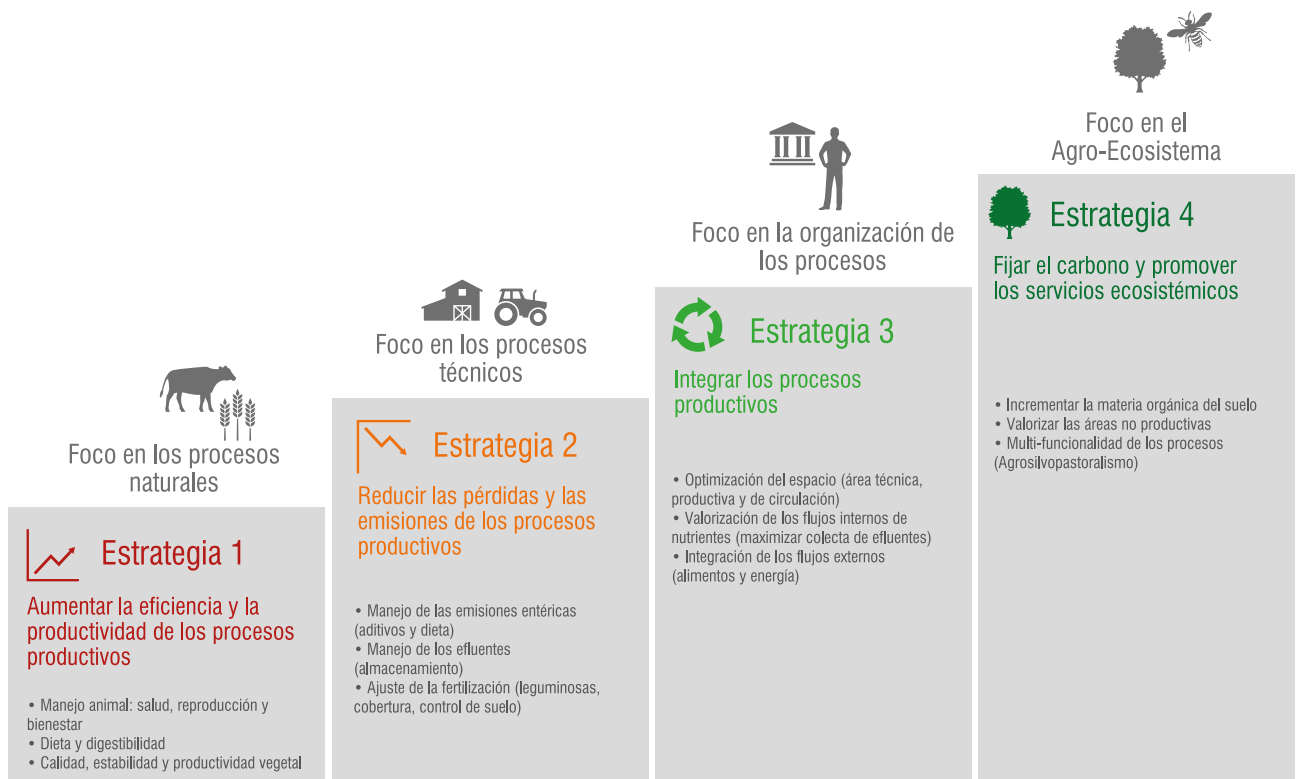 Foco en los procesos
naturales
Estrategia 1
Aumentar la eficiencia y la
productividad de los procesos
productivos
• Manejo animal: salud, reproducción y
bienestar
• Dieta y digestibilidad
• Calidad, estabilidad y productividad vegetal
Foco en los procesos
técnicos
Estrategia 2
Reducir las pérdidas y las
emisiones de los procesos
productivos
• Manejo de las emisiones entéricas
(aditivos y dieta)
• Manejo de los efluentes
(almacenamiento)
• Ajuste de la fertilización (leguminosas,
cobertura, control de suelo)
Foco en la organización de
los procesos
Estrategia 3
Integrar los procesos
productivos
• Optimización del espacio (área técnica,
productiva y de circulación)
• Valorización de los flujos internos de
nutrientes (maximizar colecta de efluentes)
• Integración de los flujos externos
(alimentos y energía)
Foco en el
Agro-Ecosistema
Estrategia 4
Fijar el carbono y promover
los servicios ecosistémicos
• Incrementar la materia orgánica del suelo
• Valorizar las áreas no productivas
• Multi-funcionalidad de los procesos
(Agrosilvopastoralismo)